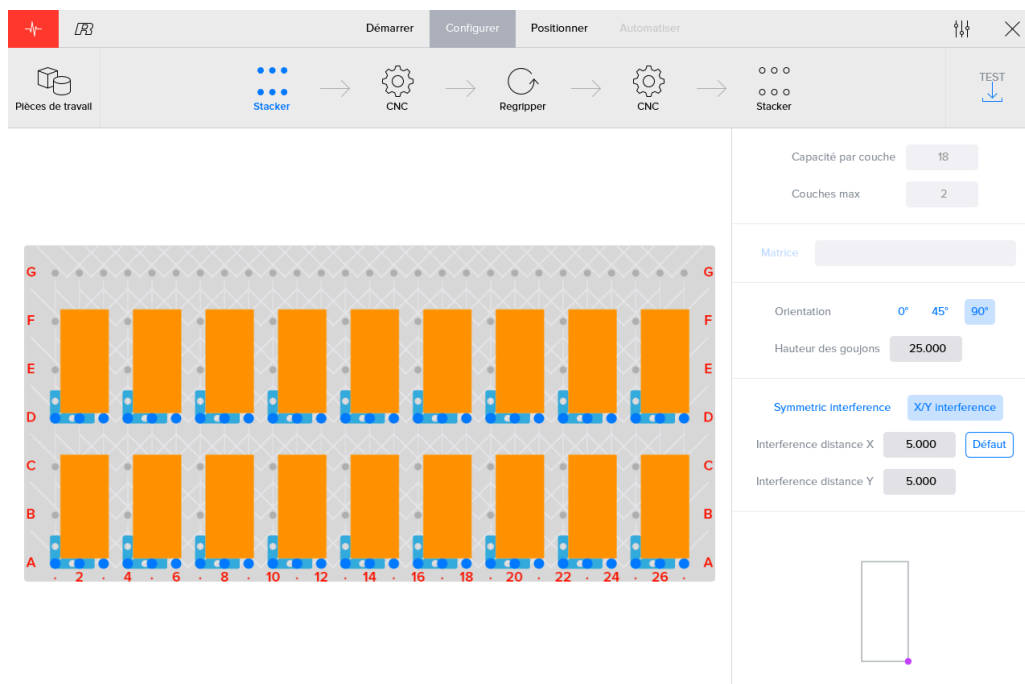 Démarrer Configurer Positionner Automatiser
Pièces de travail Stacker CNC Regripper CNC Stacker TEST
Capacité par couche 18
Couches max 2
Matrice
Orientation 0° 45° 90°
Hauteur des goujons 25.000
Symmetric interference X/Y interference
Interference distance X 5.000 Défaut
Interference distance Y 5.000
G G
F F
E E
D D
C C
B B
A A
· 2 · 4 · 6 · 8 · 10 · 12 · 14 · 16 · 18 · 20 · 22 · 24 · 26 ·